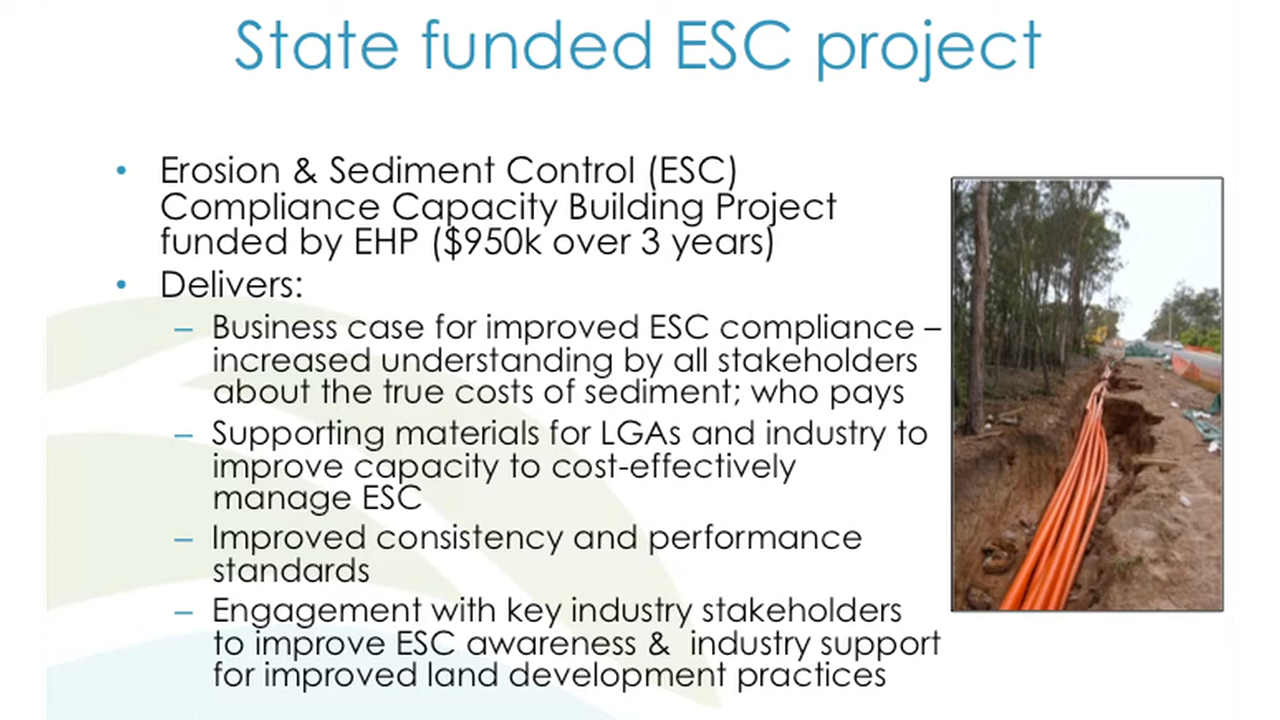 State funded ESC project
• Erosion & Sediment Control (ESC)
Compliance Capacity Building Project
funded by EHP ($950k over 3 years)
• Delivers:
– Business case for improved ESC compliance –
increased understanding by all stakeholders
about the true costs of sediment; who pays
– Supporting materials for LGAs and industry to
improve capacity to cost-effectively
manage ESC
– Improved consistency and performance
standards
– Engagement with key industry stakeholders
to improve ESC awareness &  industry support
for improved land development practices